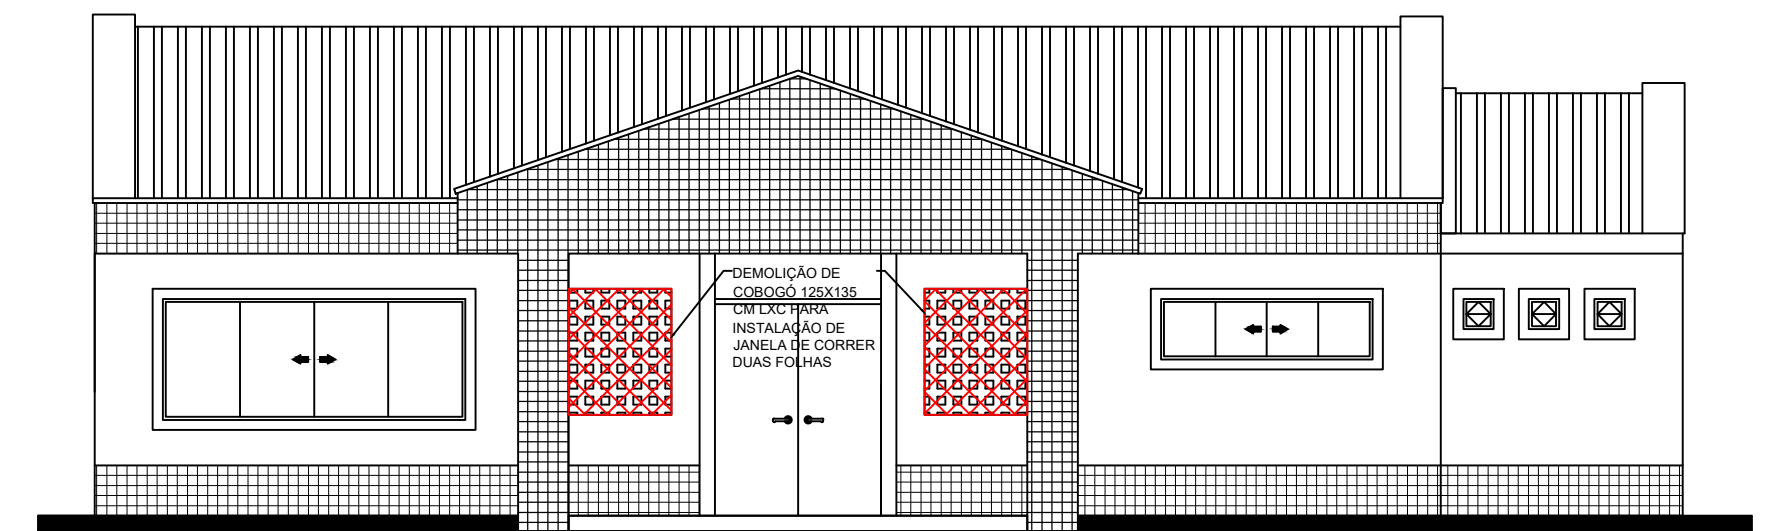 DEMOLIÇÃO DE
COBOGÓ 125X135
CM LXC PARA
INSTALAÇÃO DE
JANELA DE CORRER
DUAS FOLHAS